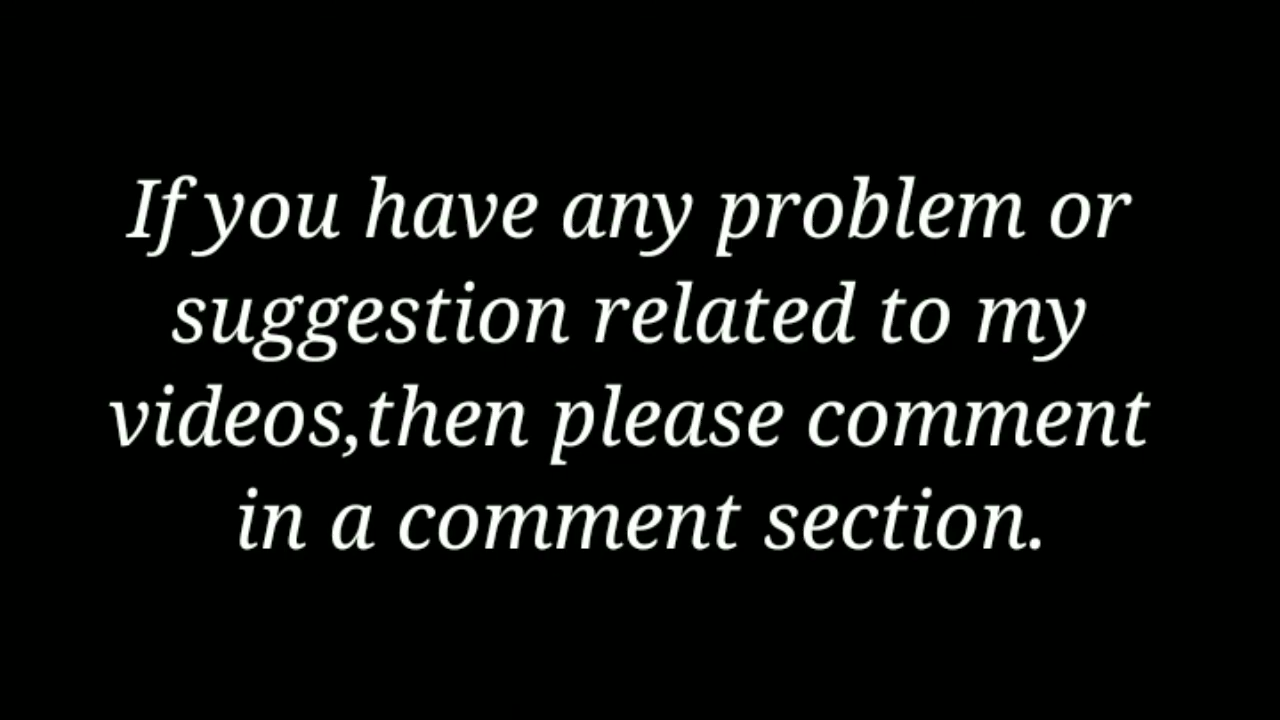 If you have any problem or
suggestion related to my
videos,then please comment
in a comment section.